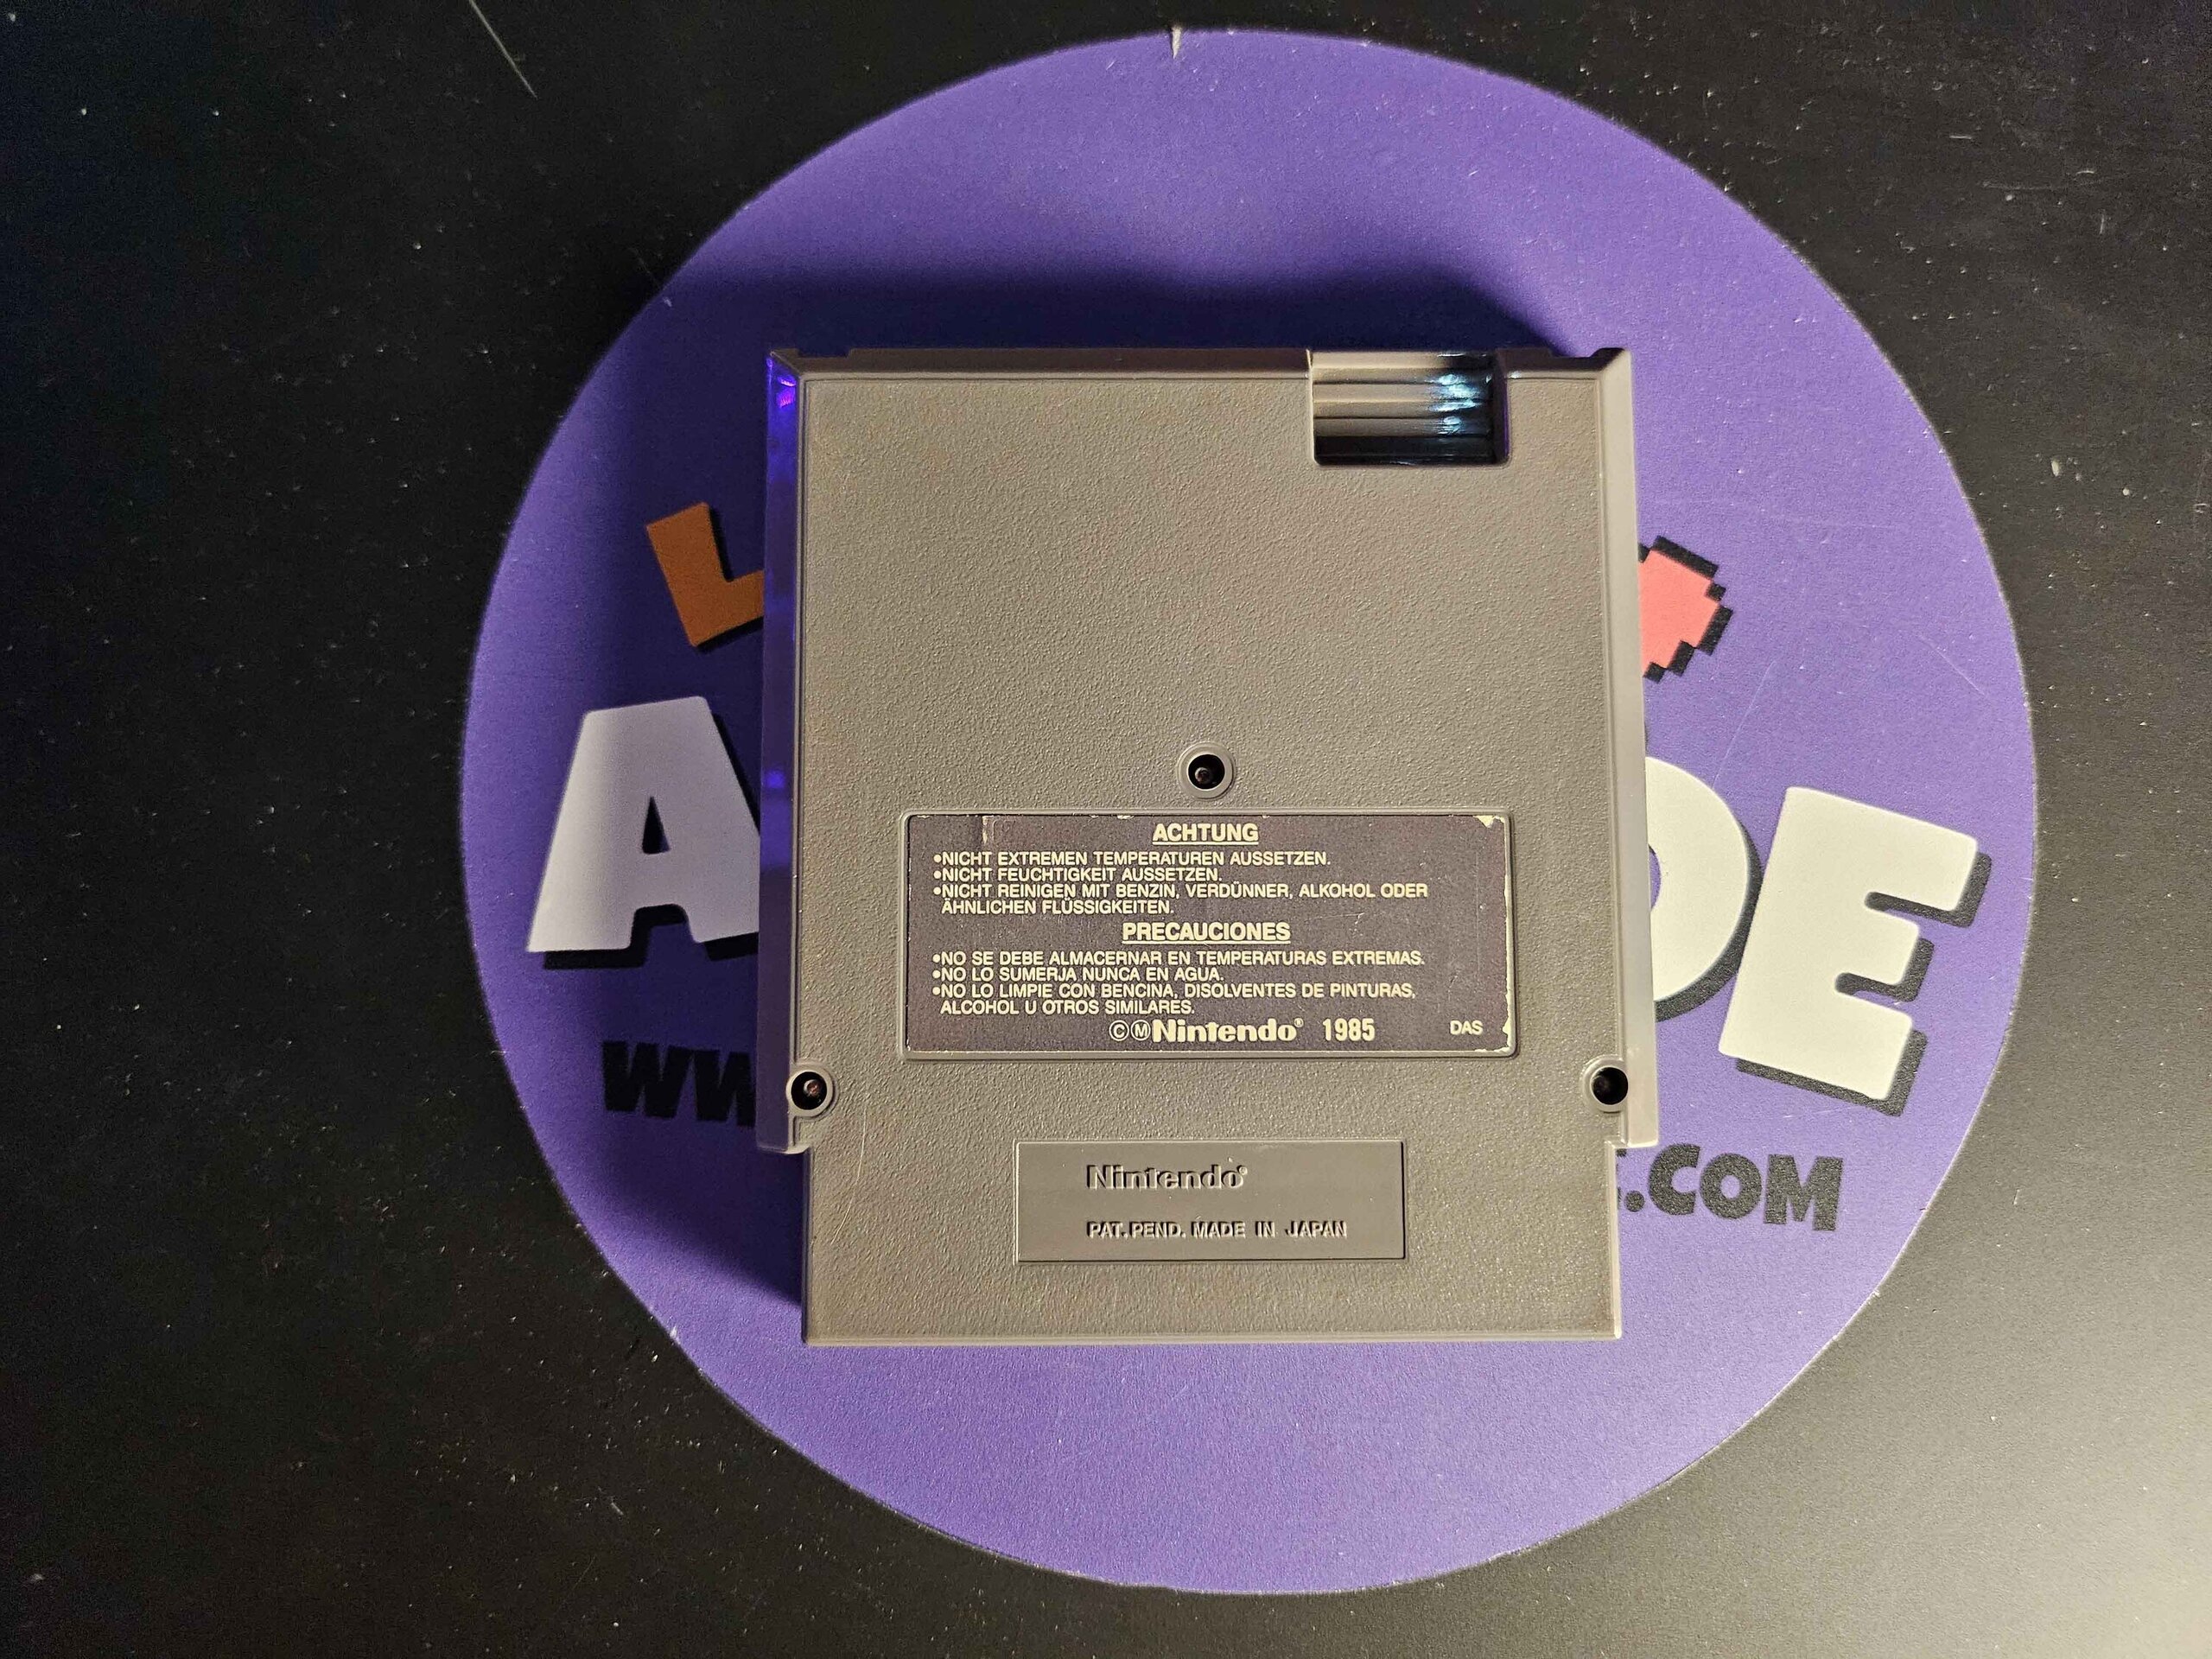 ACHTUNG
•NICHT EXTREMEN TEMPERATUREN AUSSETZEN.
•NICHT FEUCHTIGKEIT AUSSETZEN.
•NICHT REINIGEN MIT BENZIN, VERDÜNNER, ALKOHOL ODER
ÄHNLICHEN FLÜSSIGKEITEN.
PRECAUCIONES
•NO SE DEBE ALMACERNAR EN TEMPERATURAS EXTREMAS.
•NO LO SUMERJA NUNCA EN AGUA.
•NO LO LIMPIE CON BENCINA, DISOLVENTES DE PINTURAS,
ALCOHOL U OTROS SIMILARES.
©ⓂNintendo® 1985 DAS
Nintendo®
PAT. PEND. MADE IN JAPAN
.COM